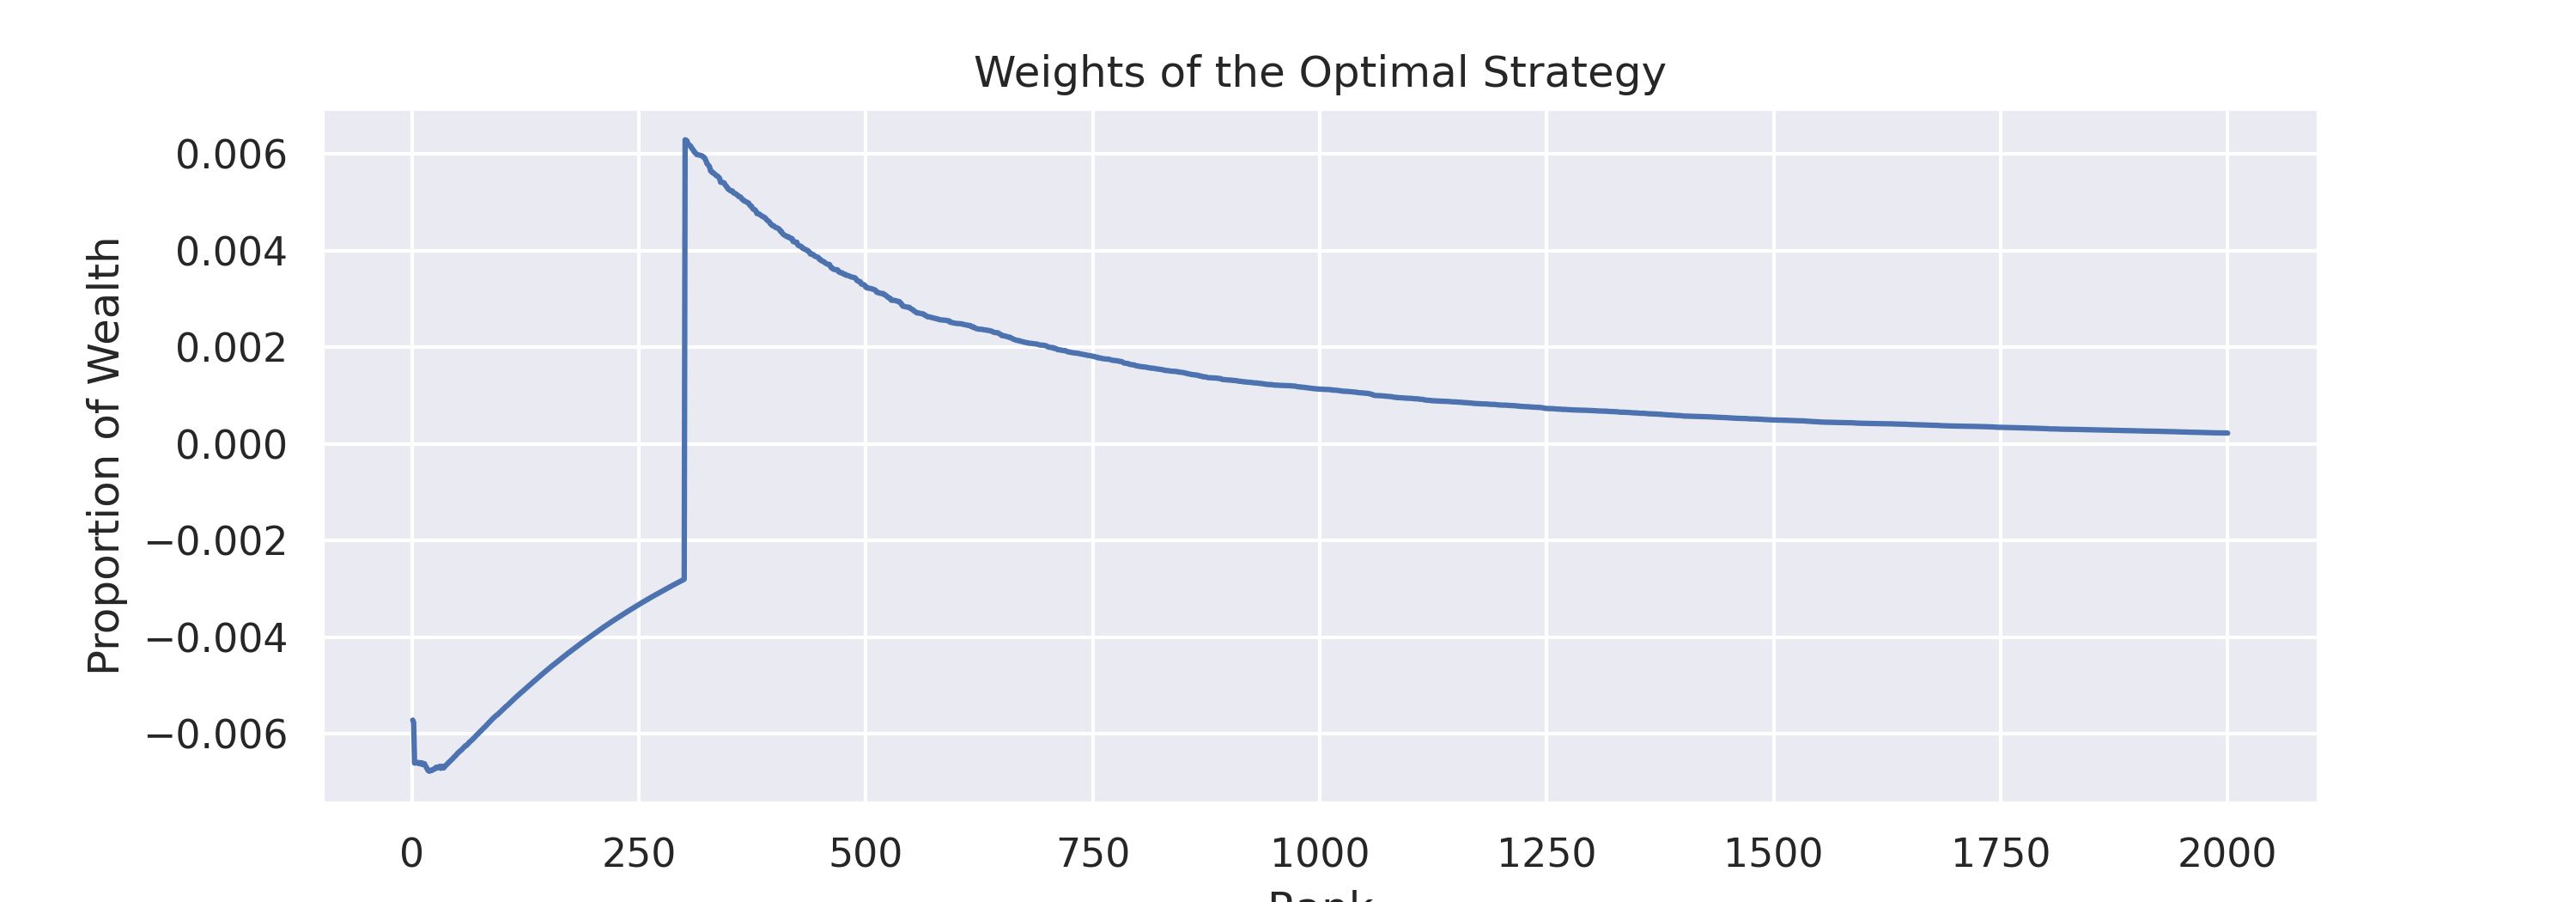 Weights of the Optimal Strategy
Proportion of Wealth
0.006
0.004
0.002
0.000
−0.002
−0.004
−0.006
0 250 500 750 1000 1250 1500 1750 2000
Rank